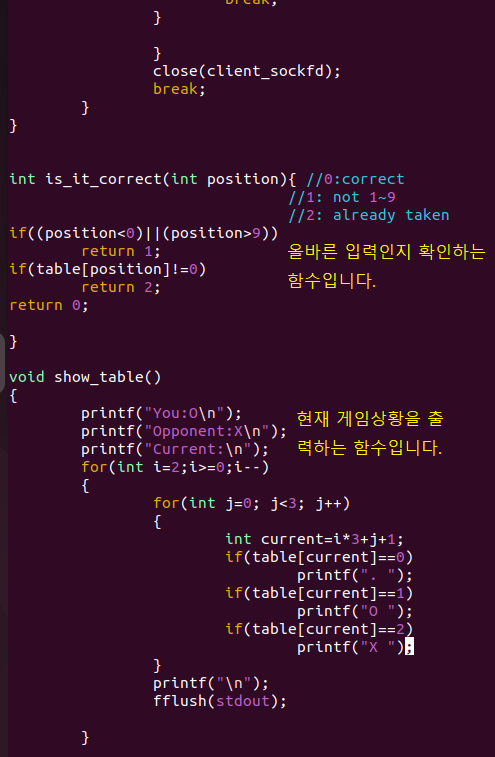 break;
}
}
close(client_sockfd);
break;
}
}
int is_it_correct(int position){ //0:correct
//1: not 1~9
//2: already taken
if((position<0)||(position>9))
return 1;
if(table[position]!=0)
return 2;
return 0;
}
올바른 입력인지 확인하는
함수입니다.
void show_table()
{
printf("You:O\n");
printf("Opponent:X\n");
printf("Current:\n");
for(int i=2;i>=0;i--)
{
for(int j=0; j<3; j++)
{
int current=i*3+j+1;
if(table[current]==0)
printf(". ");
if(table[current]==1)
printf("O ");
if(table[current]==2)
printf("X ");
}
printf("\n");
fflush(stdout);
}
현재 게임상황을 출
력하는 함수입니다.